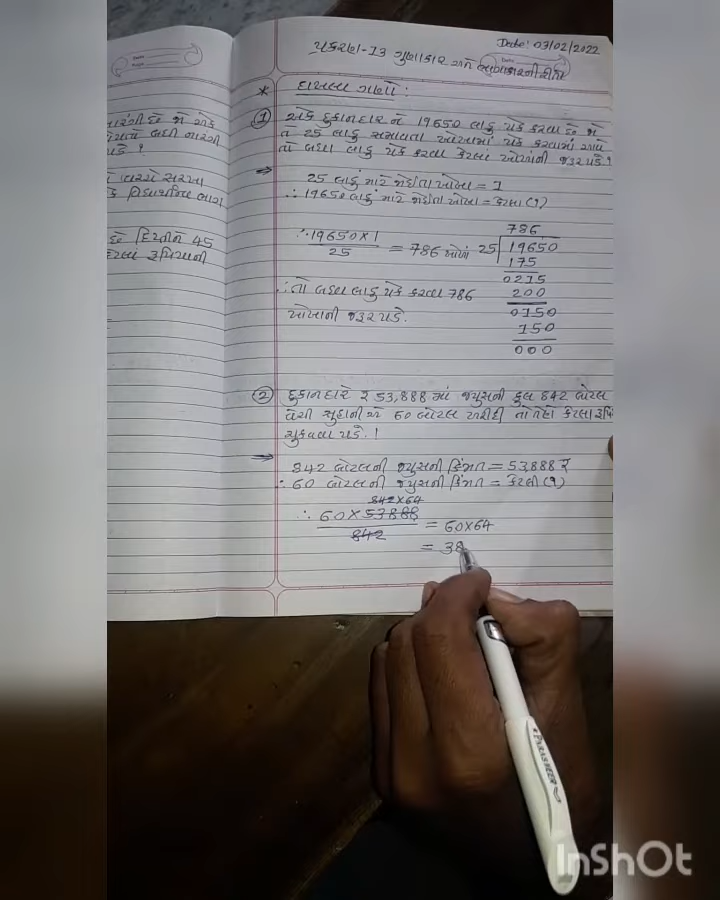 Date: 03/02/2022
પ્રકરણ-13 ગુણાકાર અને ભાગાકારની રીતો
* દાખલા ગણો:
① એક દુકાનદારને 19650 લાડુ પેક કરવા છે જો
તે 25 લાડુ સમાવતા ખોખામાં પેક કરવામાં આવે
તો બધા લાડુ પેક કરવા કેટલા ખોખાંની જરૂર પડે?
⇒ 25 લાડું માટે જોઈતા ખોખા = 1
∴ 19650 લાડું માટે જોઈતા ખોખા = કેટલા (?)
∴ 19650 × 1
25
= 786 ખોખાં
786
25 19650
175
0215
200
0150
150
000
∴ તો બધા લાડુ પેક કરવા 786
ખોખાની જરૂર પડે.
② દુકાનદારે ₹ 53,888 માં જ્યુસની કુલ 842 બોટલ
60 બોટલ ખરીદી તો તેણે કેટલા
ચુકવવા પડે.!
⇒ 842 બોટલની જ્યુસની કિંમત = 53,888 ₹
∴ 60 બોટલની જ્યુસની કિંમત = કેટલી (?)
842 × 64
∴ 60 × 53888
842
= 60 × 64
= 38
45
InShOt